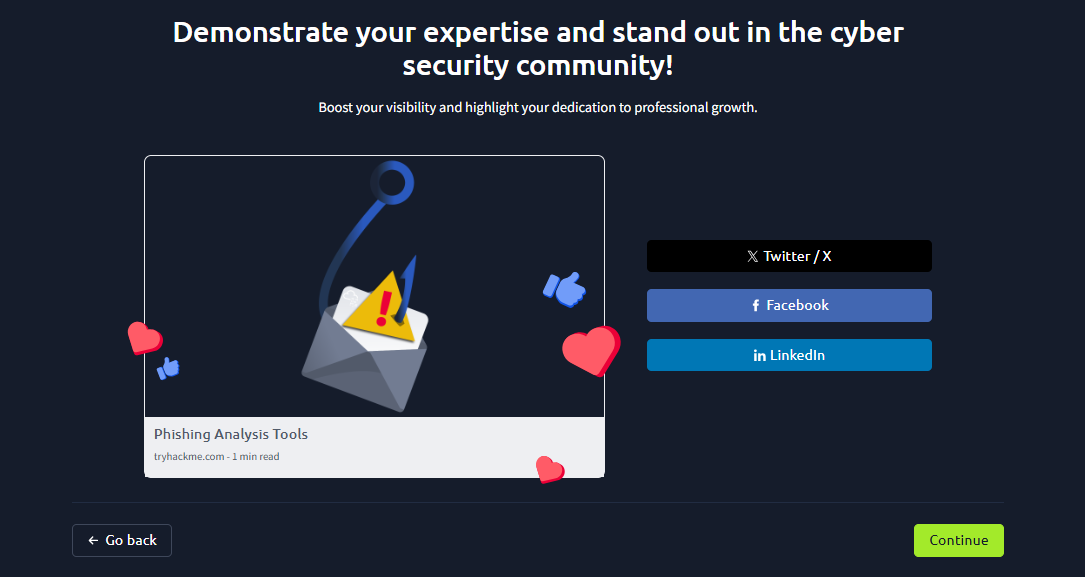 Demonstrate your expertise and stand out in the cyber
security community!
Boost your visibility and highlight your dedication to professional growth.
𝕏 Twitter / X
f Facebook
in LinkedIn
Phishing Analysis Tools
tryhackme.com - 1 min read
← Go back
Continue